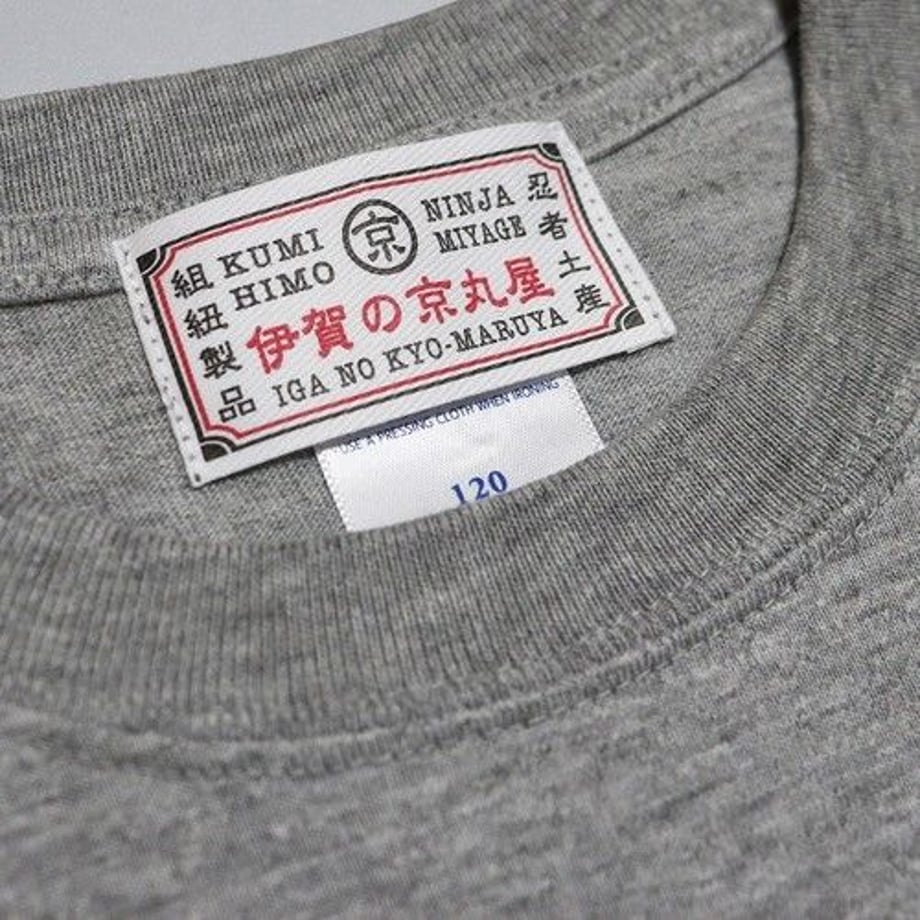 組紐製品
KUMI
HIMO
京
NINJA
MIYAGE
忍者土産
伊賀の京丸屋
IGA NO KYO-MARUYA
USE A PRESSING CLOTH WHEN IRONING
120